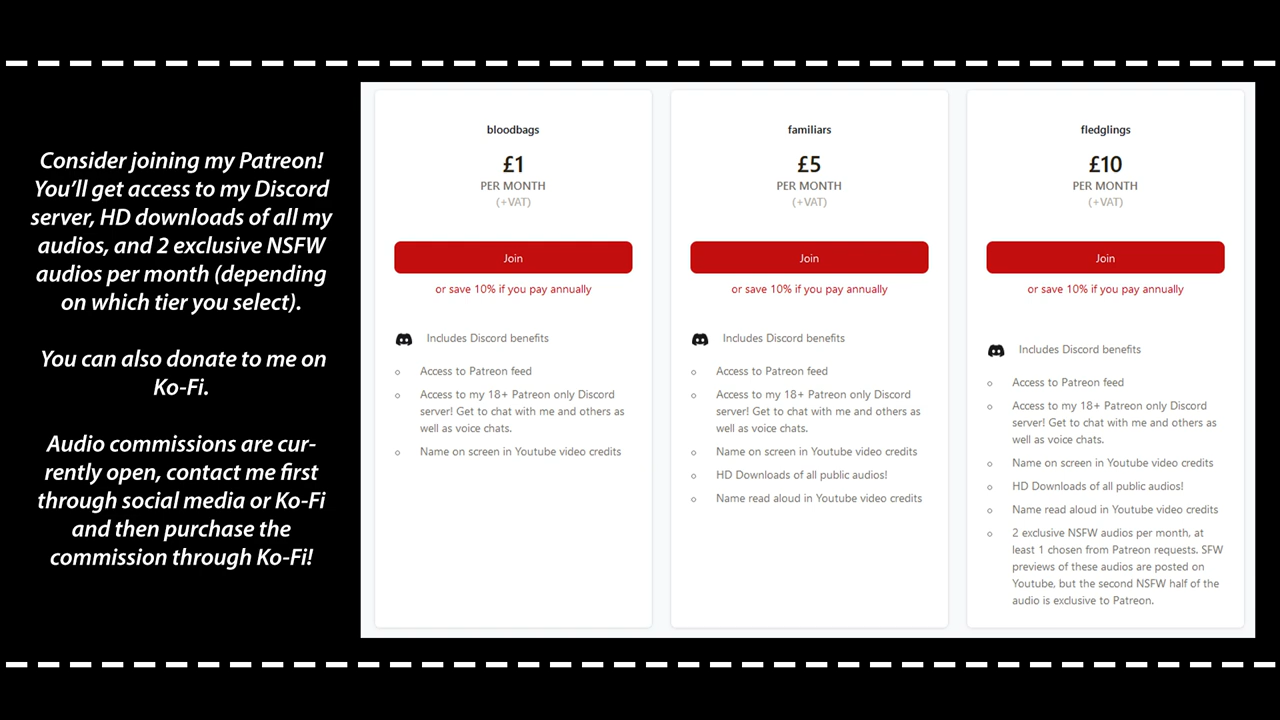 Consider joining my Patreon!
You'll get access to my Discord
server, HD downloads of all my
audios, and 2 exclusive NSFW
audios per month (depending
on which tier you select).
You can also donate to me on
Ko-Fi.
Audio commissions are cur-
rently open, contact me first
through social media or Ko-Fi
and then purchase the
commission through Ko-Fi!
bloodbags
£1
PER MONTH
(+VAT)
Join
or save 10% if you pay annually
Includes Discord benefits
Access to Patreon feed
Access to my 18+ Patreon only Discord
server! Get to chat with me and others as
well as voice chats.
Name on screen in Youtube video credits
familiars
£5
PER MONTH
(+VAT)
Join
or save 10% if you pay annually
Includes Discord benefits
Access to Patreon feed
Access to my 18+ Patreon only Discord
server! Get to chat with me and others as
well as voice chats.
Name on screen in Youtube video credits
HD Downloads of all public audios!
Name read aloud in Youtube video credits
fledglings
£10
PER MONTH
(+VAT)
Join
or save 10% if you pay annually
Includes Discord benefits
Access to Patreon feed
Access to my 18+ Patreon only Discord
server! Get to chat with me and others as
well as voice chats.
Name on screen in Youtube video credits
HD Downloads of all public audios!
Name read aloud in Youtube video credits
2 exclusive NSFW audios per month, at
least 1 chosen from Patreon requests. SFW
previews of these audios are posted on
Youtube, but the second NSFW half of the
audio is exclusive to Patreon.